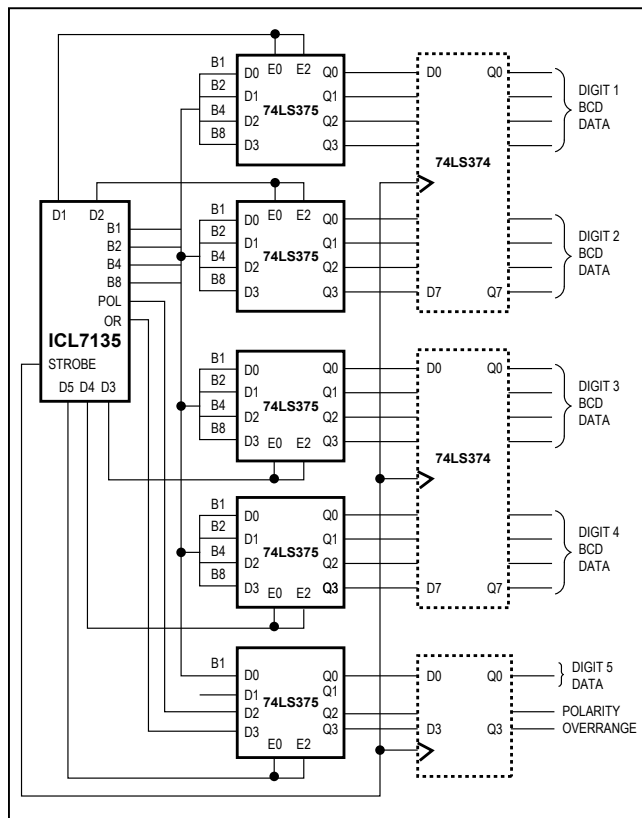 B1 E0 E2
B2 D0 Q0 D0 Q0
D1 Q1 DIGIT 1
B4 74LS375 BCD
D2 Q2 DATA
B8 D3 Q3
74LS374
D1 D2 E0 E2
B1 B1 D0 Q0
B2 B2 D1 Q1 DIGIT 2
B4 B4 74LS375 BCD
B8 D2 Q2 DATA
B8 D3 Q3 D7 Q7
POL
OR
ICL7135
STROBE
D5 D4 D3
B1 D0 Q0 D0 Q0
B2 D1 Q1 DIGIT 3
B4 74LS375 BCD
D2 Q2 DATA
B8 D3 Q3
E0 E2
74LS374
B1 D0 Q0
B2 D1 Q1 DIGIT 4
B4 74LS375 BCD
D2 Q2 DATA
B8 D3 Q3 D7 Q7
E0 E2
B1 D0 Q0 D0 Q0 DIGIT 5
D1 Q1 DATA
74LS375
D2 Q2 POLARITY
D3 Q3 D3 Q3 OVERRANGE
E0 E2